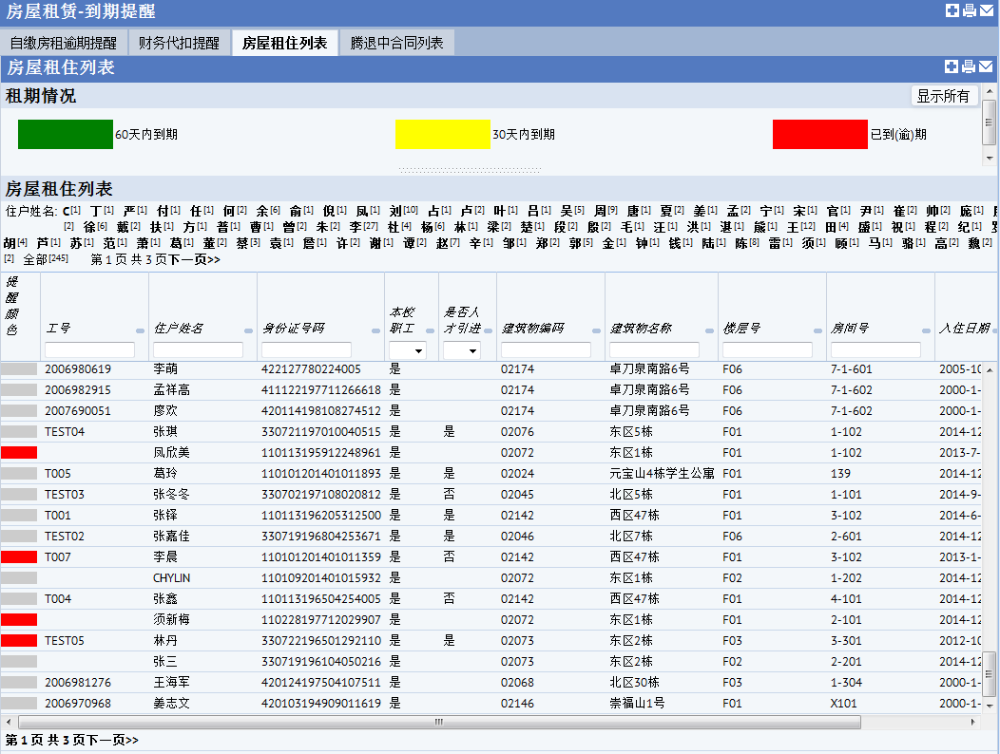 房屋租赁-到期提醒
自缴房租逾期提醒 财务代扣提醒 房屋租住列表 腾退中合同列表
房屋租住列表
租期情况 显示所有
60天内到期 30天内到期 已到(逾)期
房屋租住列表
住户姓名: C[1] 丁[1] 严[1] 付[1] 任[1] 何[2] 余[6] 俞[1] 倪[1] 凤[1] 刘[10] 占[1] 卢[2] 叶[1] 吕[1] 吴[5] 周[9] 唐[1] 夏[2] 姜[1] 孟[2] 宁[1] 宋[1] 官[1] 尹[1] 崔[2] 帅[2] 庞[1]
[2] 徐[6] 戴[2] 扶[1] 方[1] 普[1] 曹[1] 曾[2] 朱[2] 李[27] 杜[4] 杨[6] 林[1] 梁[2] 楚[1] 段[2] 殷[2] 毛[1] 汪[1] 洪[1] 湛[1] 熊[1] 王[12] 田[4] 盛[1] 祝[1] 程[2] 纪[1]
胡[4] 芦[1] 苏[1] 范[1] 萧[1] 葛[1] 董[2] 蔡[3] 袁[1] 詹[1] 许[2] 谢[1] 谭[2] 赵[7] 辛[1] 邹[1] 郑[2] 郭[5] 金[1] 钟[1] 钱[1] 陆[1] 陈[8] 雷[1] 须[1] 顾[1] 马[1] 骆[1] 高[2] 魏[2]
[2] 全部[245] 第 1 页 共 3 页下一页>>
提醒颜色 工号 住户姓名 身份证号码 本校职工 是否人才引进 建筑物编码 建筑物名称 楼层号 房间号 入住日期
2006980619 李萌 422127780224005 是 02174 卓刀泉南路6号 F06 7-1-601 2005-10
2006982915 孟祥高 411122197711266618 是 02174 卓刀泉南路6号 F06 7-1-602 2000-1-
2007690051 廖欢 420114198108274512 是 02174 卓刀泉南路6号 F06 7-1-602 2000-1-
TEST04 张琪 330721197010040515 是 是 02076 东区5栋 F01 1-102 2014-12
凤欣美 110113195912248961 是 02072 东区1栋 F01 1-102 2013-7-
T005 葛玲 110101201401011893 是 是 02024 元宝山4栋学生公寓 F01 139 2014-12
TEST03 张冬冬 330702197108020812 是 否 02045 北区5栋 F01 1-101 2014-9-
T001 张铎 110113196205312500 是 是 02142 西区47栋 F01 3-102 2014-6-
TEST02 张嘉佳 330719196804253671 是 是 02046 北区7栋 F06 2-601 2014-12
T007 李晨 110101201401011359 是 否 02142 西区47栋 F01 3-102 2013-1-
CHYLIN 110109201401015932 是 02072 东区1栋 F02 1-202 2014-12
T004 张鑫 110113196504254005 是 否 02142 西区47栋 F01 4-101 2014-12
须新梅 110228197712029907 是 02072 东区1栋 F01 2-101 2014-12
TEST05 林丹 330722196501292110 是 是 02073 东区2栋 F03 3-301 2012-10
张三 330719196104050216 是 02073 东区2栋 F02 2-201 2014-12
2006981276 王海军 420124197504107511 是 02068 北区30栋 F03 1-304 2000-1-
2006970968 姜志文 420103194909011619 是 02146 崇福山1号 F01 X101 2000-1-
第 1 页 共 3 页下一页>>